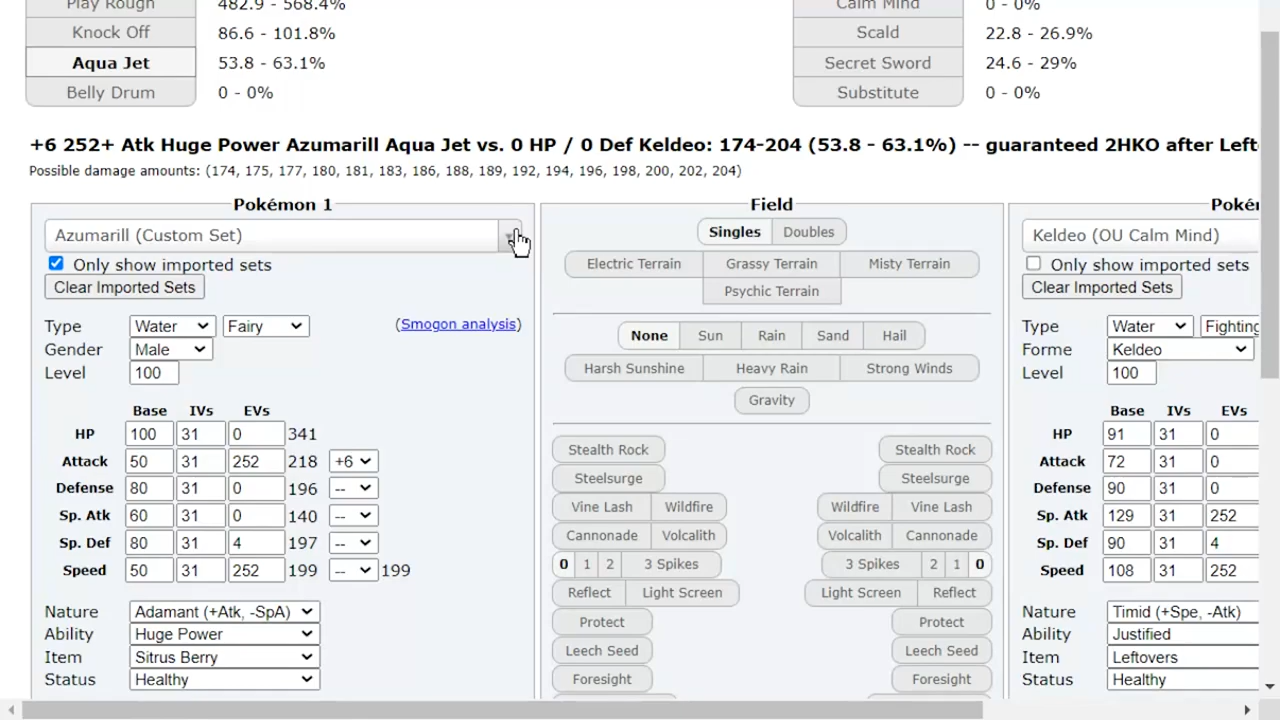 Play Rough 482.9 - 568.4% Calm Mind 0 - 0%
Knock Off 86.6 - 101.8% Scald 22.8 - 26.9%
Aqua Jet 53.8 - 63.1% Secret Sword 24.6 - 29%
Belly Drum 0 - 0% Substitute 0 - 0%
+6 252+ Atk Huge Power Azumarill Aqua Jet vs. 0 HP / 0 Def Keldeo: 174-204 (53.8 - 63.1%) -- guaranteed 2HKO after Left
Possible damage amounts: (174, 175, 177, 180, 181, 183, 186, 188, 189, 192, 194, 196, 198, 200, 202, 204)
Pokémon 1
Azumarill (Custom Set)
Only show imported sets
Clear Imported Sets
Type Water Fairy (Smogon analysis)
Gender Male
Level 100
Base IVs EVs
HP 100 31 0 341
Attack 50 31 252 218 +6
Defense 80 31 0 196 --
Sp. Atk 60 31 0 140 --
Sp. Def 80 31 4 197 --
Speed 50 31 252 199 -- 199
Nature Adamant (+Atk, -SpA)
Ability Huge Power
Item Sitrus Berry
Status Healthy
Field
Singles Doubles
Electric Terrain Grassy Terrain Misty Terrain
Psychic Terrain
None Sun Rain Sand Hail
Harsh Sunshine Heavy Rain Strong Winds
Gravity
Stealth Rock Stealth Rock
Steelsurge Steelsurge
Vine Lash Wildfire Wildfire Vine Lash
Cannonade Volcalith Volcalith Cannonade
0 1 2 3 Spikes 3 Spikes 2 1 0
Reflect Light Screen Light Screen Reflect
Protect Protect
Leech Seed Leech Seed
Foresight Foresight
Poké
Keldeo (OU Calm Mind)
Only show imported sets
Clear Imported Sets
Type Water Fighting
Forme Keldeo
Level 100
Base IVs EVs
HP 91 31 0
Attack 72 31 0
Defense 90 31 0
Sp. Atk 129 31 252
Sp. Def 90 31 4
Speed 108 31 252
Nature Timid (+Spe, -Atk)
Ability Justified
Item Leftovers
Status Healthy